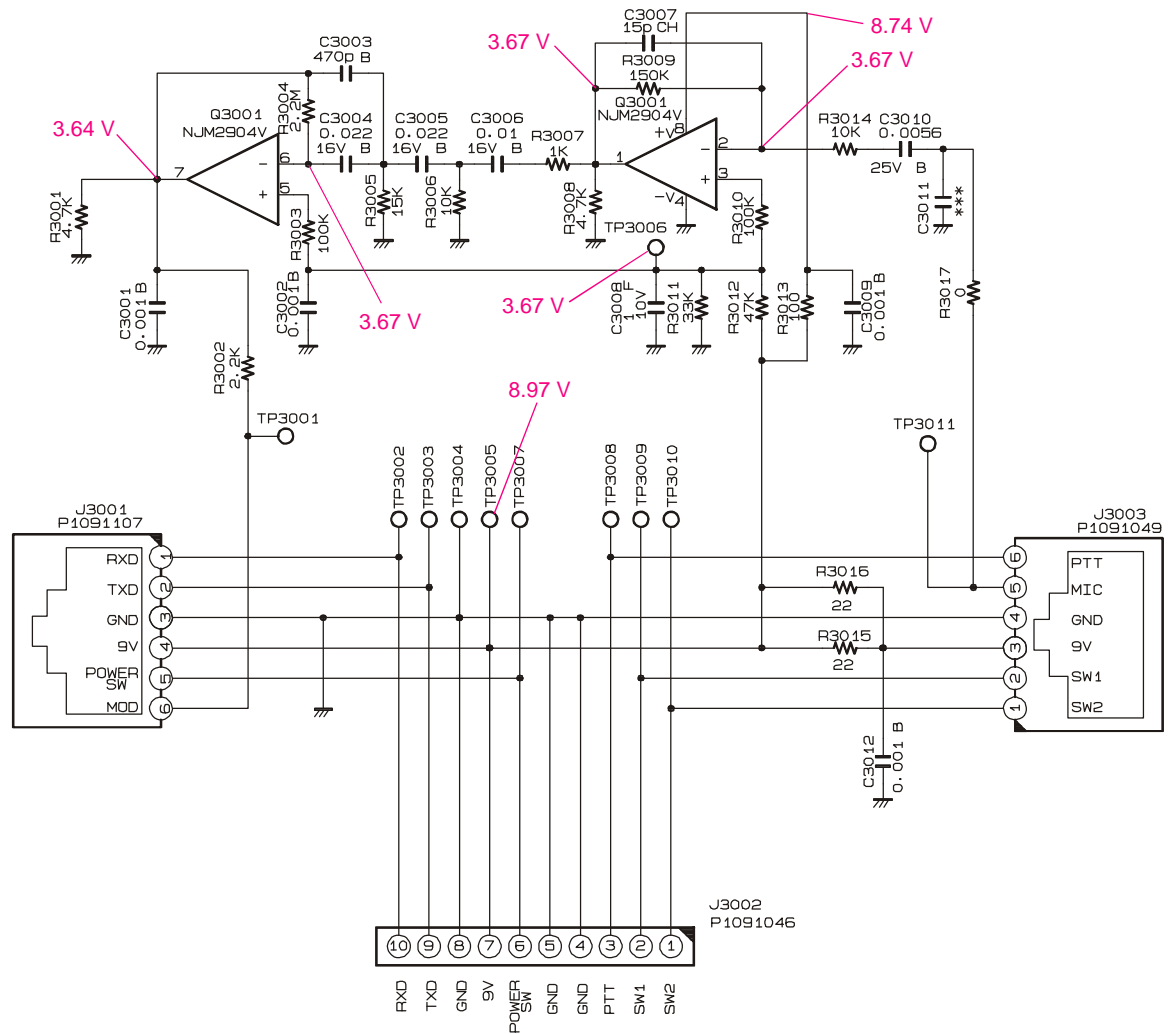 C3007
15p CH
8.74 V
3.67 V
3.67 V
C3003
470p B
R3009
150K
R3004
2.2M
Q3001
NJM2904V
Q3001
NJM2904V
C3004
0.022
16V B
C3005
0.022
16V B
C3006
0.01
16V B
R3007
1K
+V
8
R3014
10K
C3010
0.0056
25V B
3.64 V
7
-
6
+
5
1
-
2
+
3
-V
4
R3001
4.7K
R3003
100K
R3005
15K
R3006
10K
R3008
4.7K
R3010
100K
C3011
***
TP3006
C3001
0.001 B
C3002
0.001 B
3.67 V
3.67 V
C3008
1 F
10V
R3011
33K
R3012
47K
R3013
100
C3009
0.001 B
R3017
0
R3002
2.2K
8.97 V
TP3001
TP3002
TP3003
TP3004
TP3005
TP3007
TP3008
TP3009
TP3010
TP3011
J3001
P1091107
RXD 1
TXD 2
GND 3
9V 4
POWER
SW 5
MOD 6
J3003
P1091049
6 PTT
5 MIC
4 GND
3 9V
2 SW1
1 SW2
R3016
22
R3015
22
C3012
0.001 B
J3002
P1091046
10 9 8 7 6 5 4 3 2 1
RXD
TXD
GND
9V
POWER
SW
GND
GND
PTT
SW1
SW2